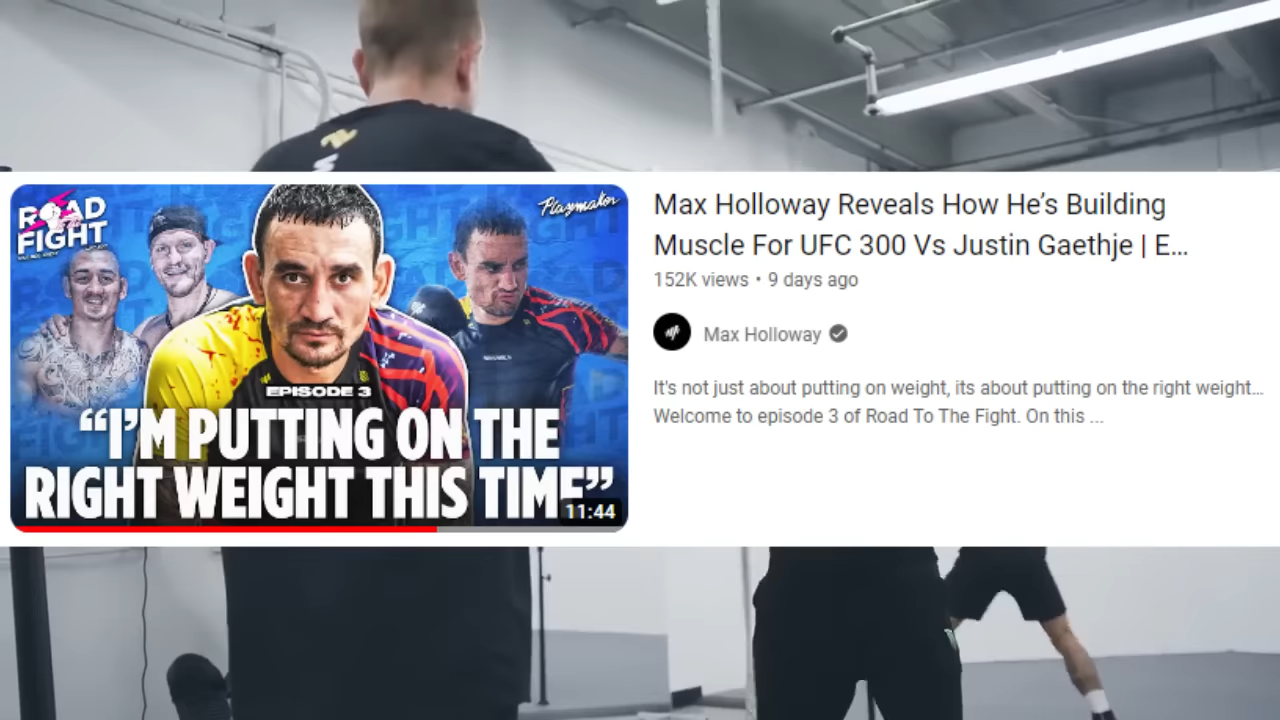 ROAD
FIGHT
Playmaker
EPISODE 3
“I’M PUTTING ON THE
RIGHT WEIGHT THIS TIME”
11:44
Max Holloway Reveals How He’s Building
Muscle For UFC 300 Vs Justin Gaethje | E...
152K views • 9 days ago
Max Holloway
It's not just about putting on weight, its about putting on the right weight...
Welcome to episode 3 of Road To The Fight. On this ...